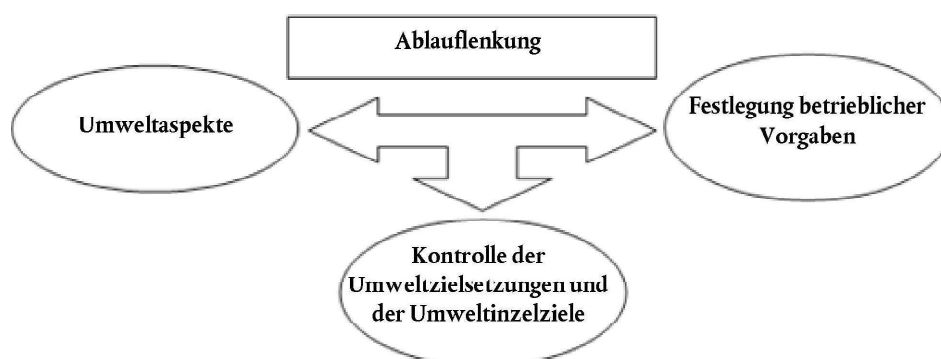 Ablauflenkung
Umweltaspekte
Festlegung betrieblicher
Vorgaben
Kontrolle der
Umweltzielsetzungen und
der Umweltinzelziele